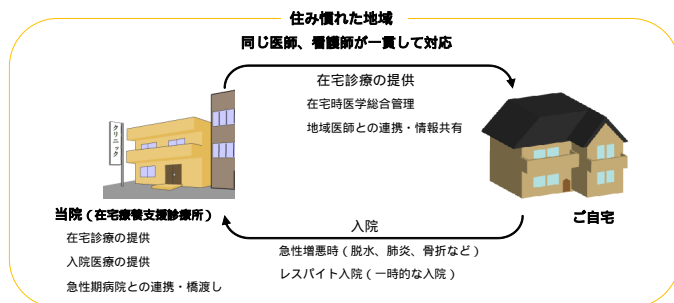 住み慣れた地域
同じ医師、看護師が一貫して対応
在宅診療の提供
在宅時医学総合管理
地域医師との連携・情報共有
クリニック
当院（在宅療養支援診療所）
在宅診療の提供
入院医療の提供
急性期病院との連携・橋渡し
入院
急性増悪時（脱水、肺炎、骨折など）
レスパイト入院（一時的な入院）
ご自宅